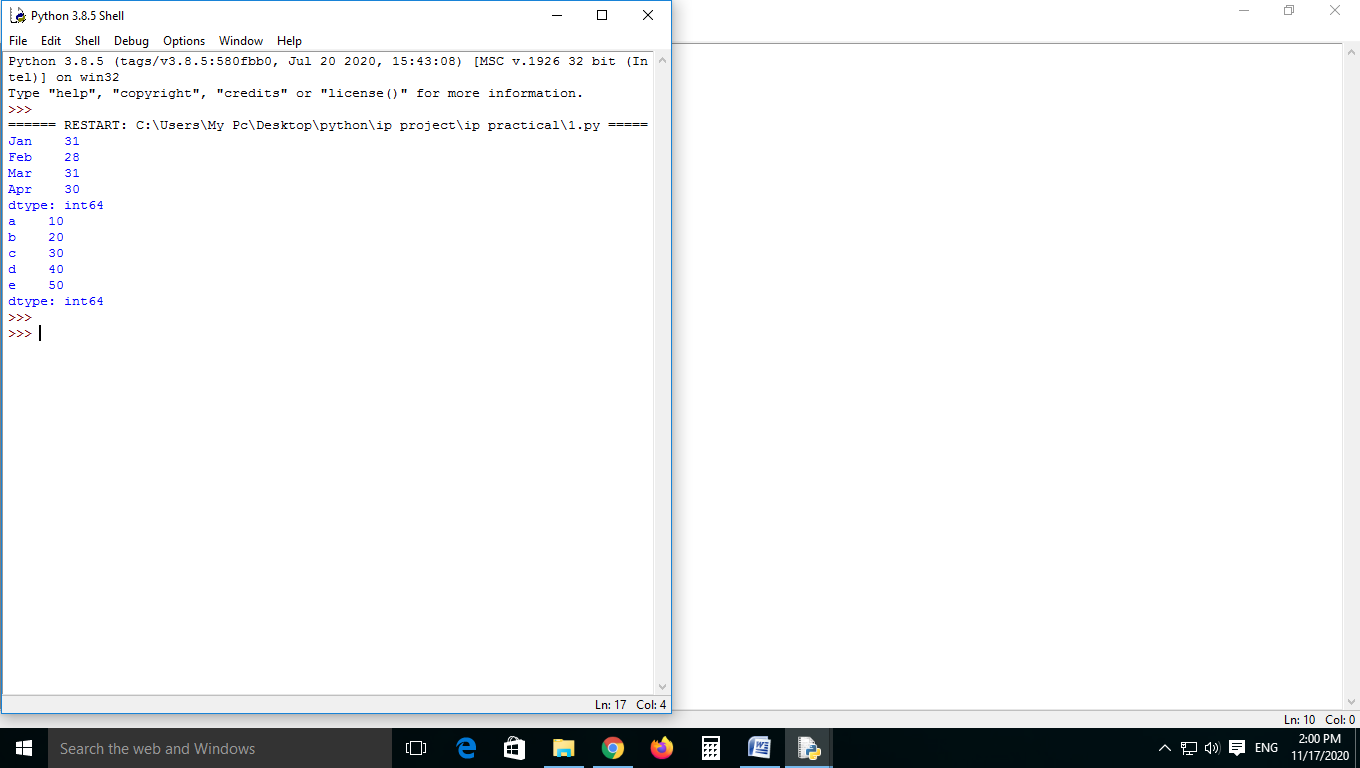 Python 3.8.5 Shell
File Edit Shell Debug Options Window Help
Python 3.8.5 (tags/v3.8.5:580fbb0, Jul 20 2020, 15:43:08) [MSC v.1926 32 bit (In
tel)] on win32
Type "help", "copyright", "credits" or "license()" for more information.
>>>
====== RESTART: C:\Users\My Pc\Desktop\python\ip project\ip practical\1.py =====
Jan    31
Feb    28
Mar    31
Apr    30
dtype: int64
a    10
b    20
c    30
d    40
e    50
dtype: int64
>>>
>>>
Ln: 17 Col: 4
Ln: 10 Col: 0
Search the web and Windows
ENG
2:00 PM
11/17/2020